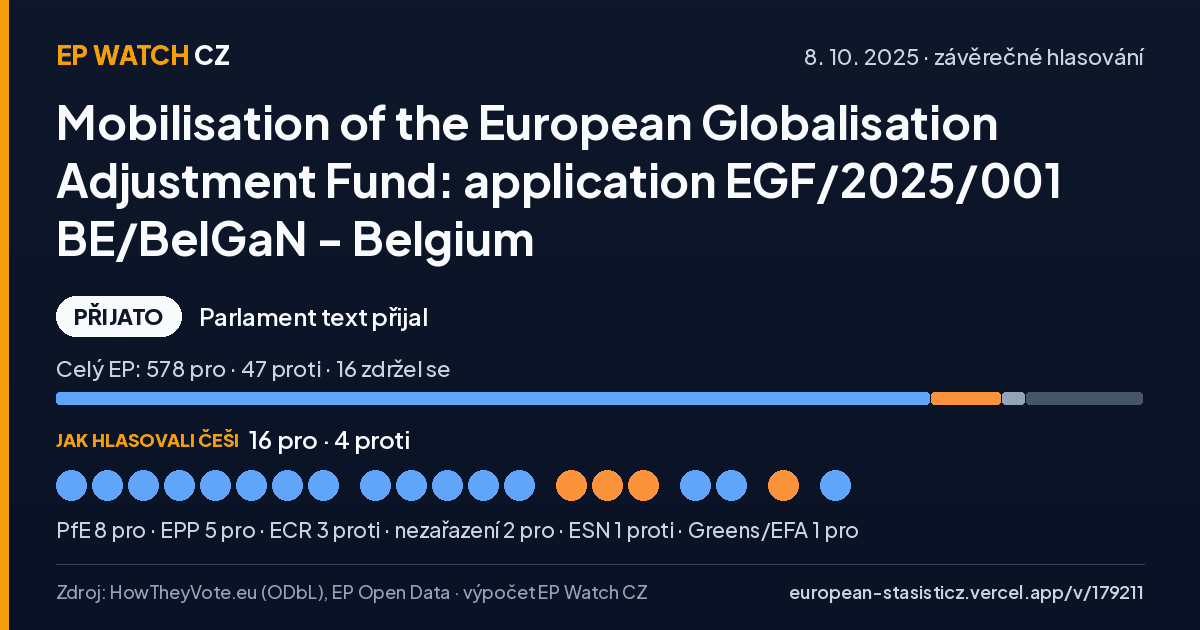 EP WATCH CZ
8. 10. 2025 · závěrečné hlasování
Mobilisation of the European Globalisation
Adjustment Fund: application EGF/2025/001
BE/BelGaN – Belgium
PŘIJATO Parlament text přijal
Celý EP: 578 pro · 47 proti · 16 zdržel se
JAK HLASOVALI ČEŠI 16 pro · 4 proti
PfE 8 pro · EPP 5 pro · ECR 3 proti · nezařazení 2 pro · ESN 1 proti · Greens/EFA 1 pro
Zdroj: HowTheyVote.eu (ODbL), EP Open Data · výpočet EP Watch CZ
european-stasisticz.vercel.app/v/179211